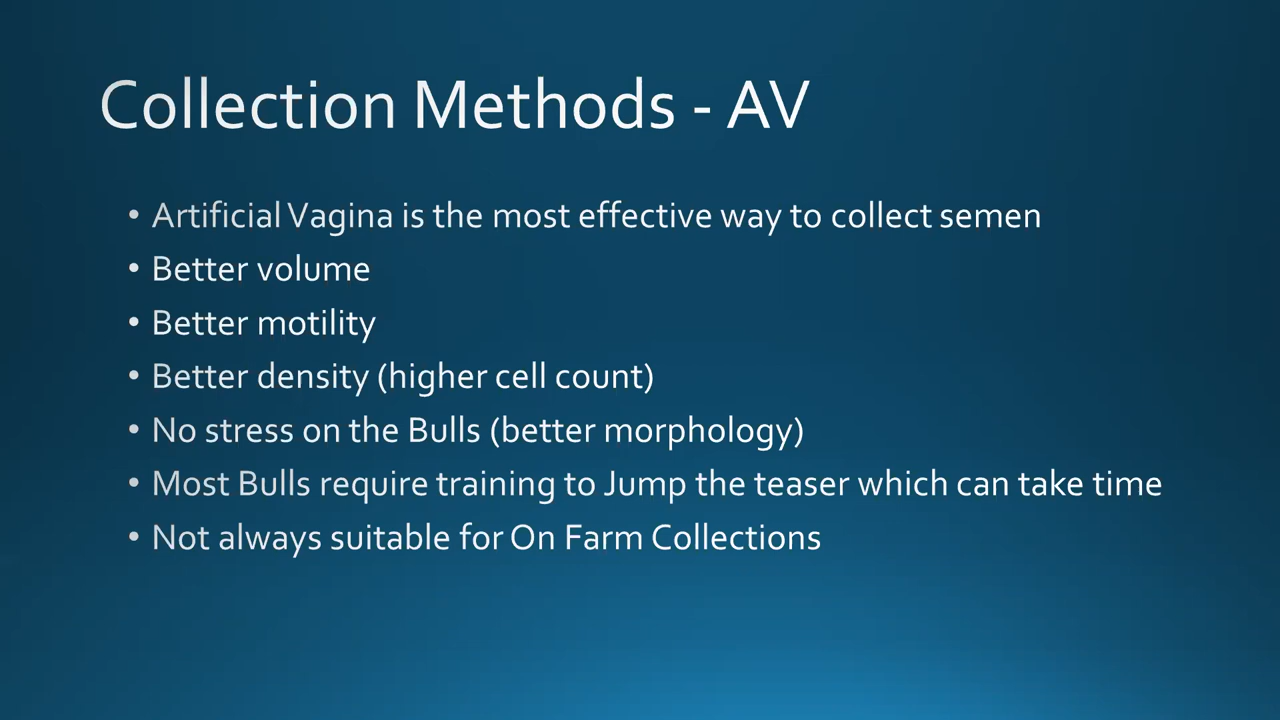 Collection Methods - AV
• Artificial Vagina is the most effective way to collect semen
• Better volume
• Better motility
• Better density (higher cell count)
• No stress on the Bulls (better morphology)
• Most Bulls require training to Jump the teaser which can take time
• Not always suitable for On Farm Collections